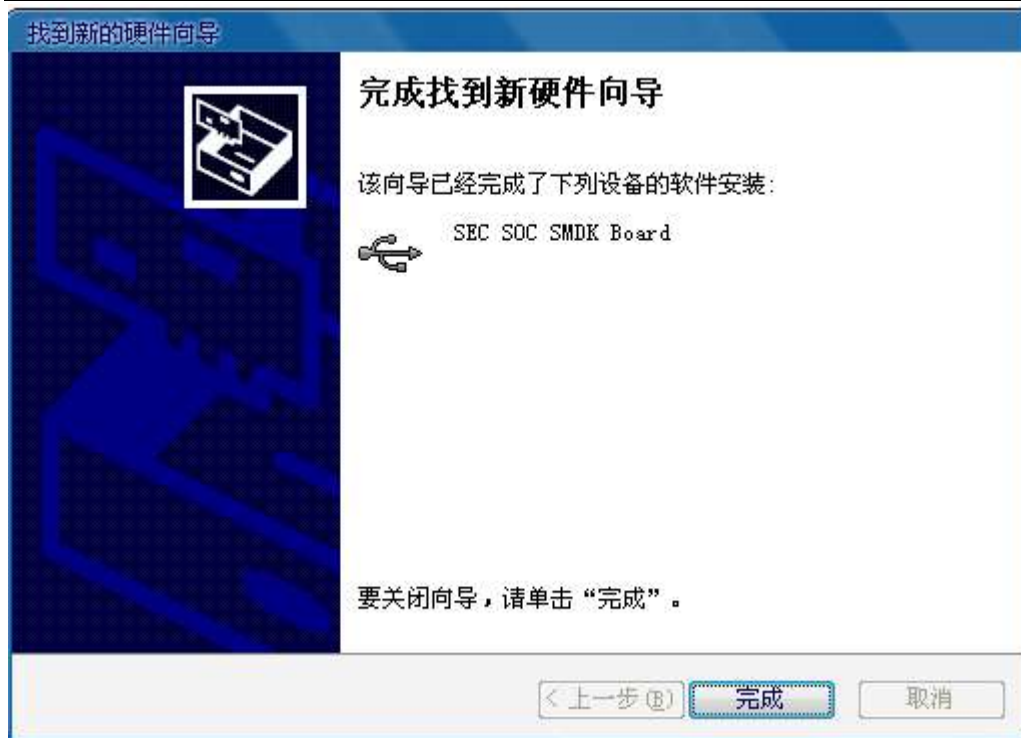 找到新的硬件向导
完成找到新硬件向导
该向导已经完成了下列设备的软件安装:
SEC SOC SMDK Board
要关闭向导，请单击“完成”。
< 上一步(B)
完成
取消